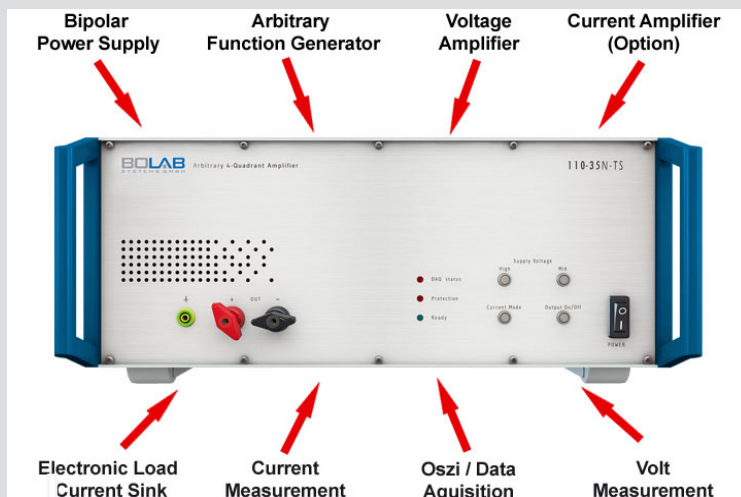 Bipolar
Power Supply
Arbitrary
Function Generator
Voltage
Amplifier
Current Amplifier
(Option)
BOLAB
SYSTEMS GMBH
Arbitrary 4-Quadrant Amplifier
110-35N-TS
Supply Voltage
High
Mid
DAQ status
Protection
Ready
Current Mode
Output On/Off
+
OUT
-
POWER
Electronic Load
Current Sink
Current
Measurement
Oszi / Data
Aquisition
Volt
Measurement